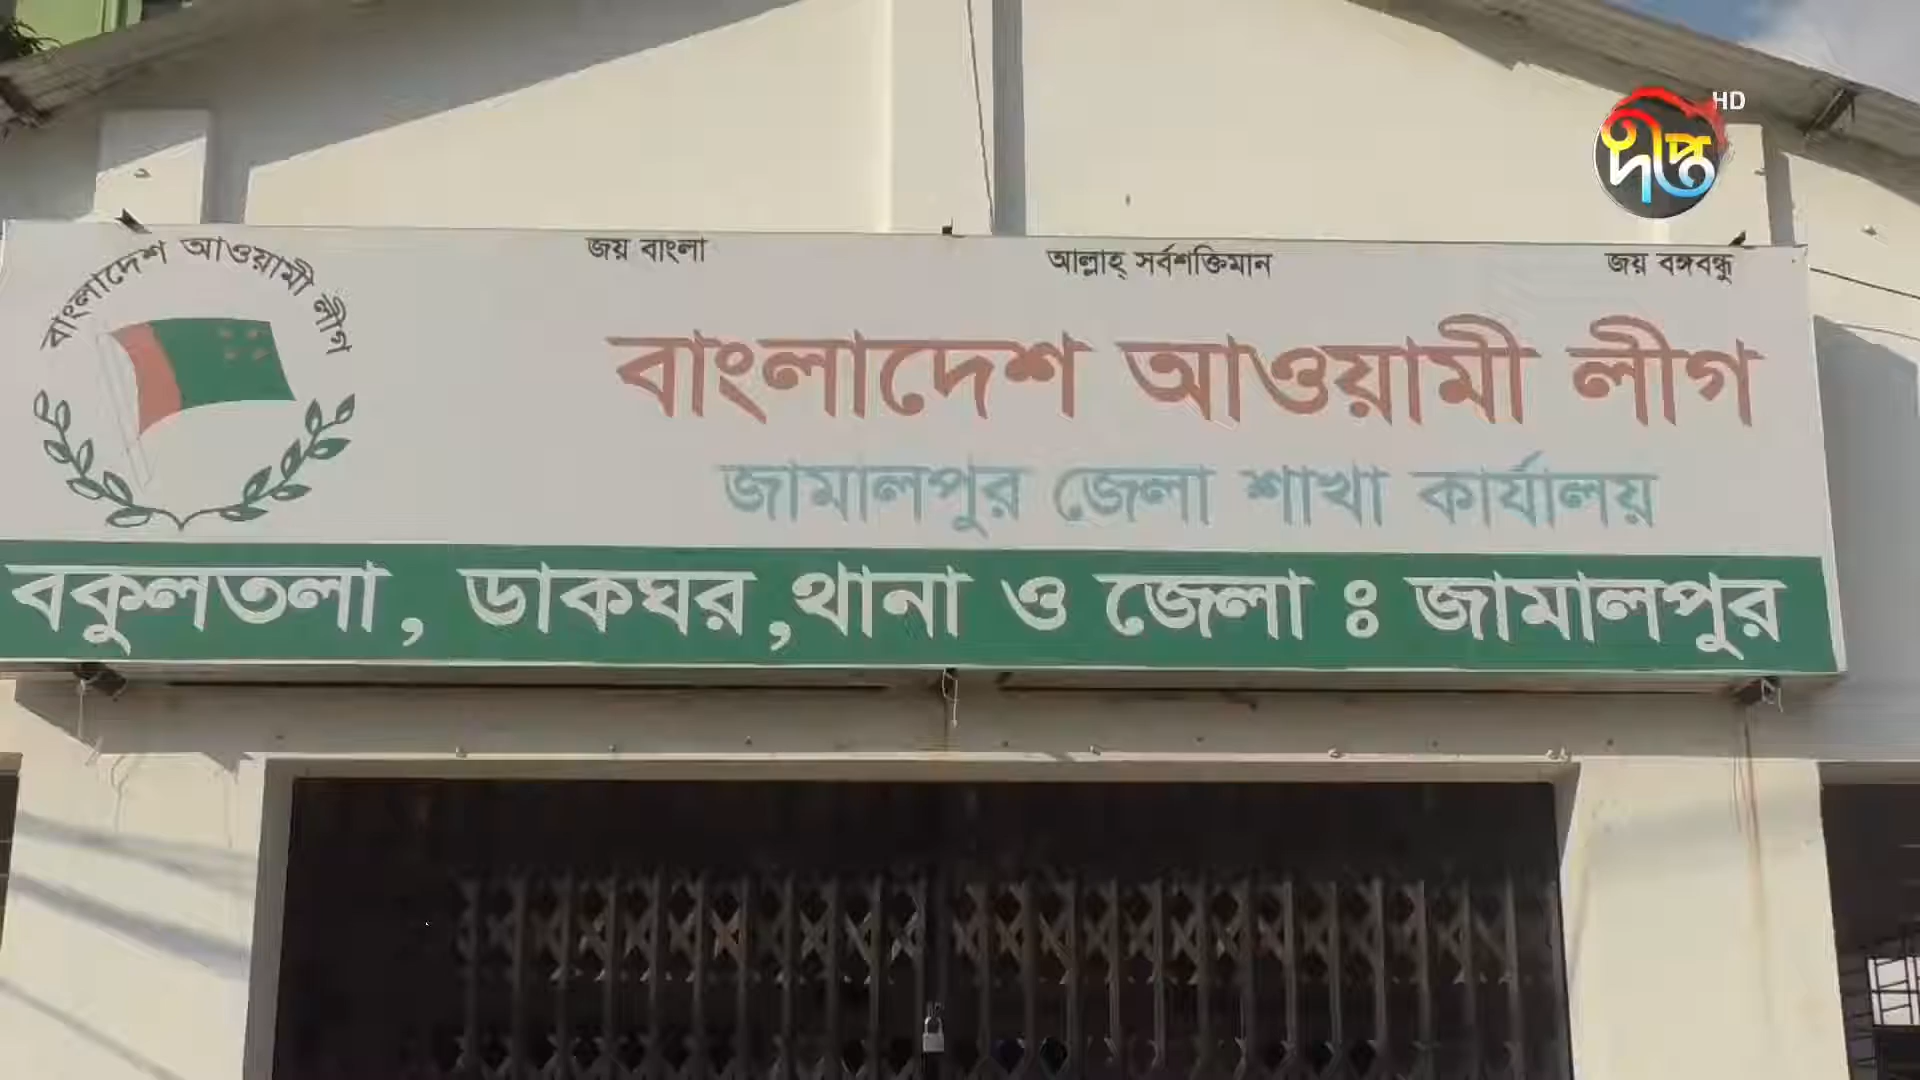 দীপ্ত HD
জয় বাংলা আল্লাহ্ সর্বশক্তিমান জয় বঙ্গবন্ধু
বাংলাদেশ আওয়ামী লীগ
বাংলাদেশ আওয়ামী লীগ
জামালপুর জেলা শাখা কার্যালয়
বকুলতলা, ডাকঘর,থানা ও জেলা ঃ জামালপুর